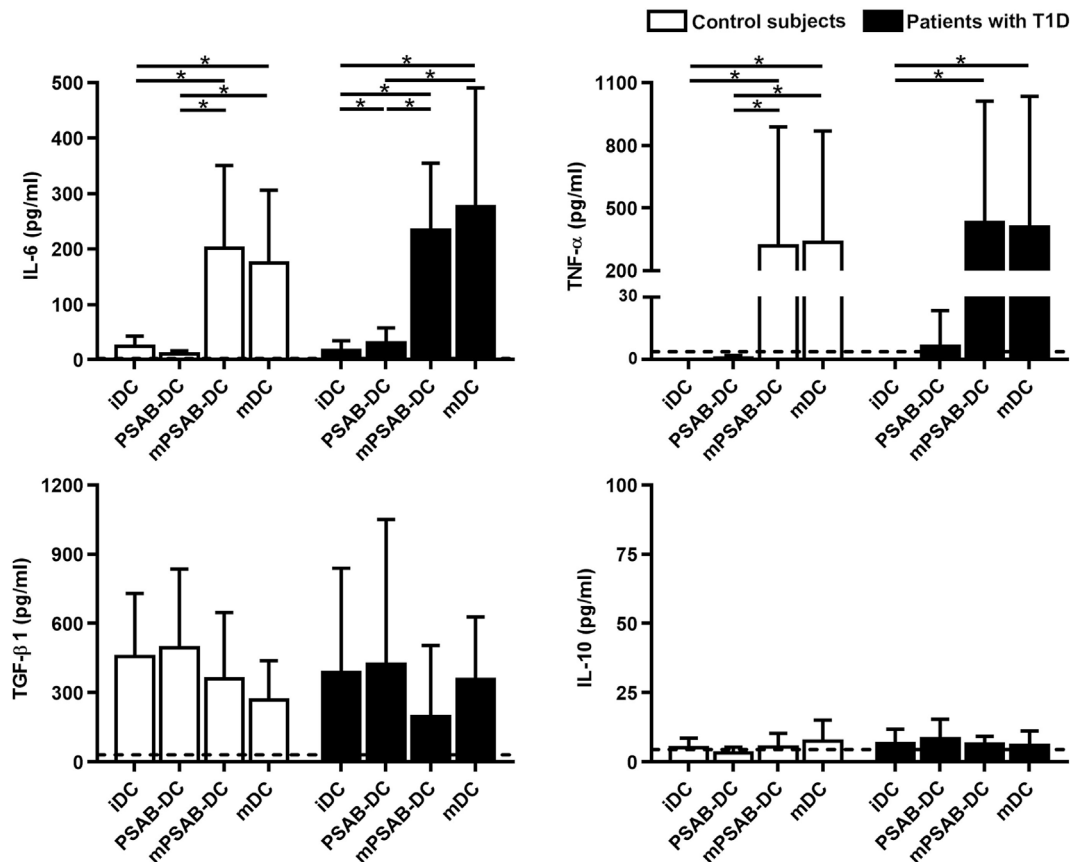 Control subjects
Patients with T1D
IL-6 (pg/ml)
500
400
300
200
100
0
* * * *
* * * * *
iDC PSAB-DC mPSAB-DC mDC iDC PSAB-DC mPSAB-DC mDC
TNF-α (pg/ml)
1100
800
500
200
30
0
* * * *
* *
iDC PSAB-DC mPSAB-DC mDC iDC PSAB-DC mPSAB-DC mDC
TGF-β1 (pg/ml)
1200
900
600
300
0
iDC PSAB-DC mPSAB-DC mDC iDC PSAB-DC mPSAB-DC mDC
IL-10 (pg/ml)
100
75
50
25
0
iDC PSAB-DC mPSAB-DC mDC iDC PSAB-DC mPSAB-DC mDC